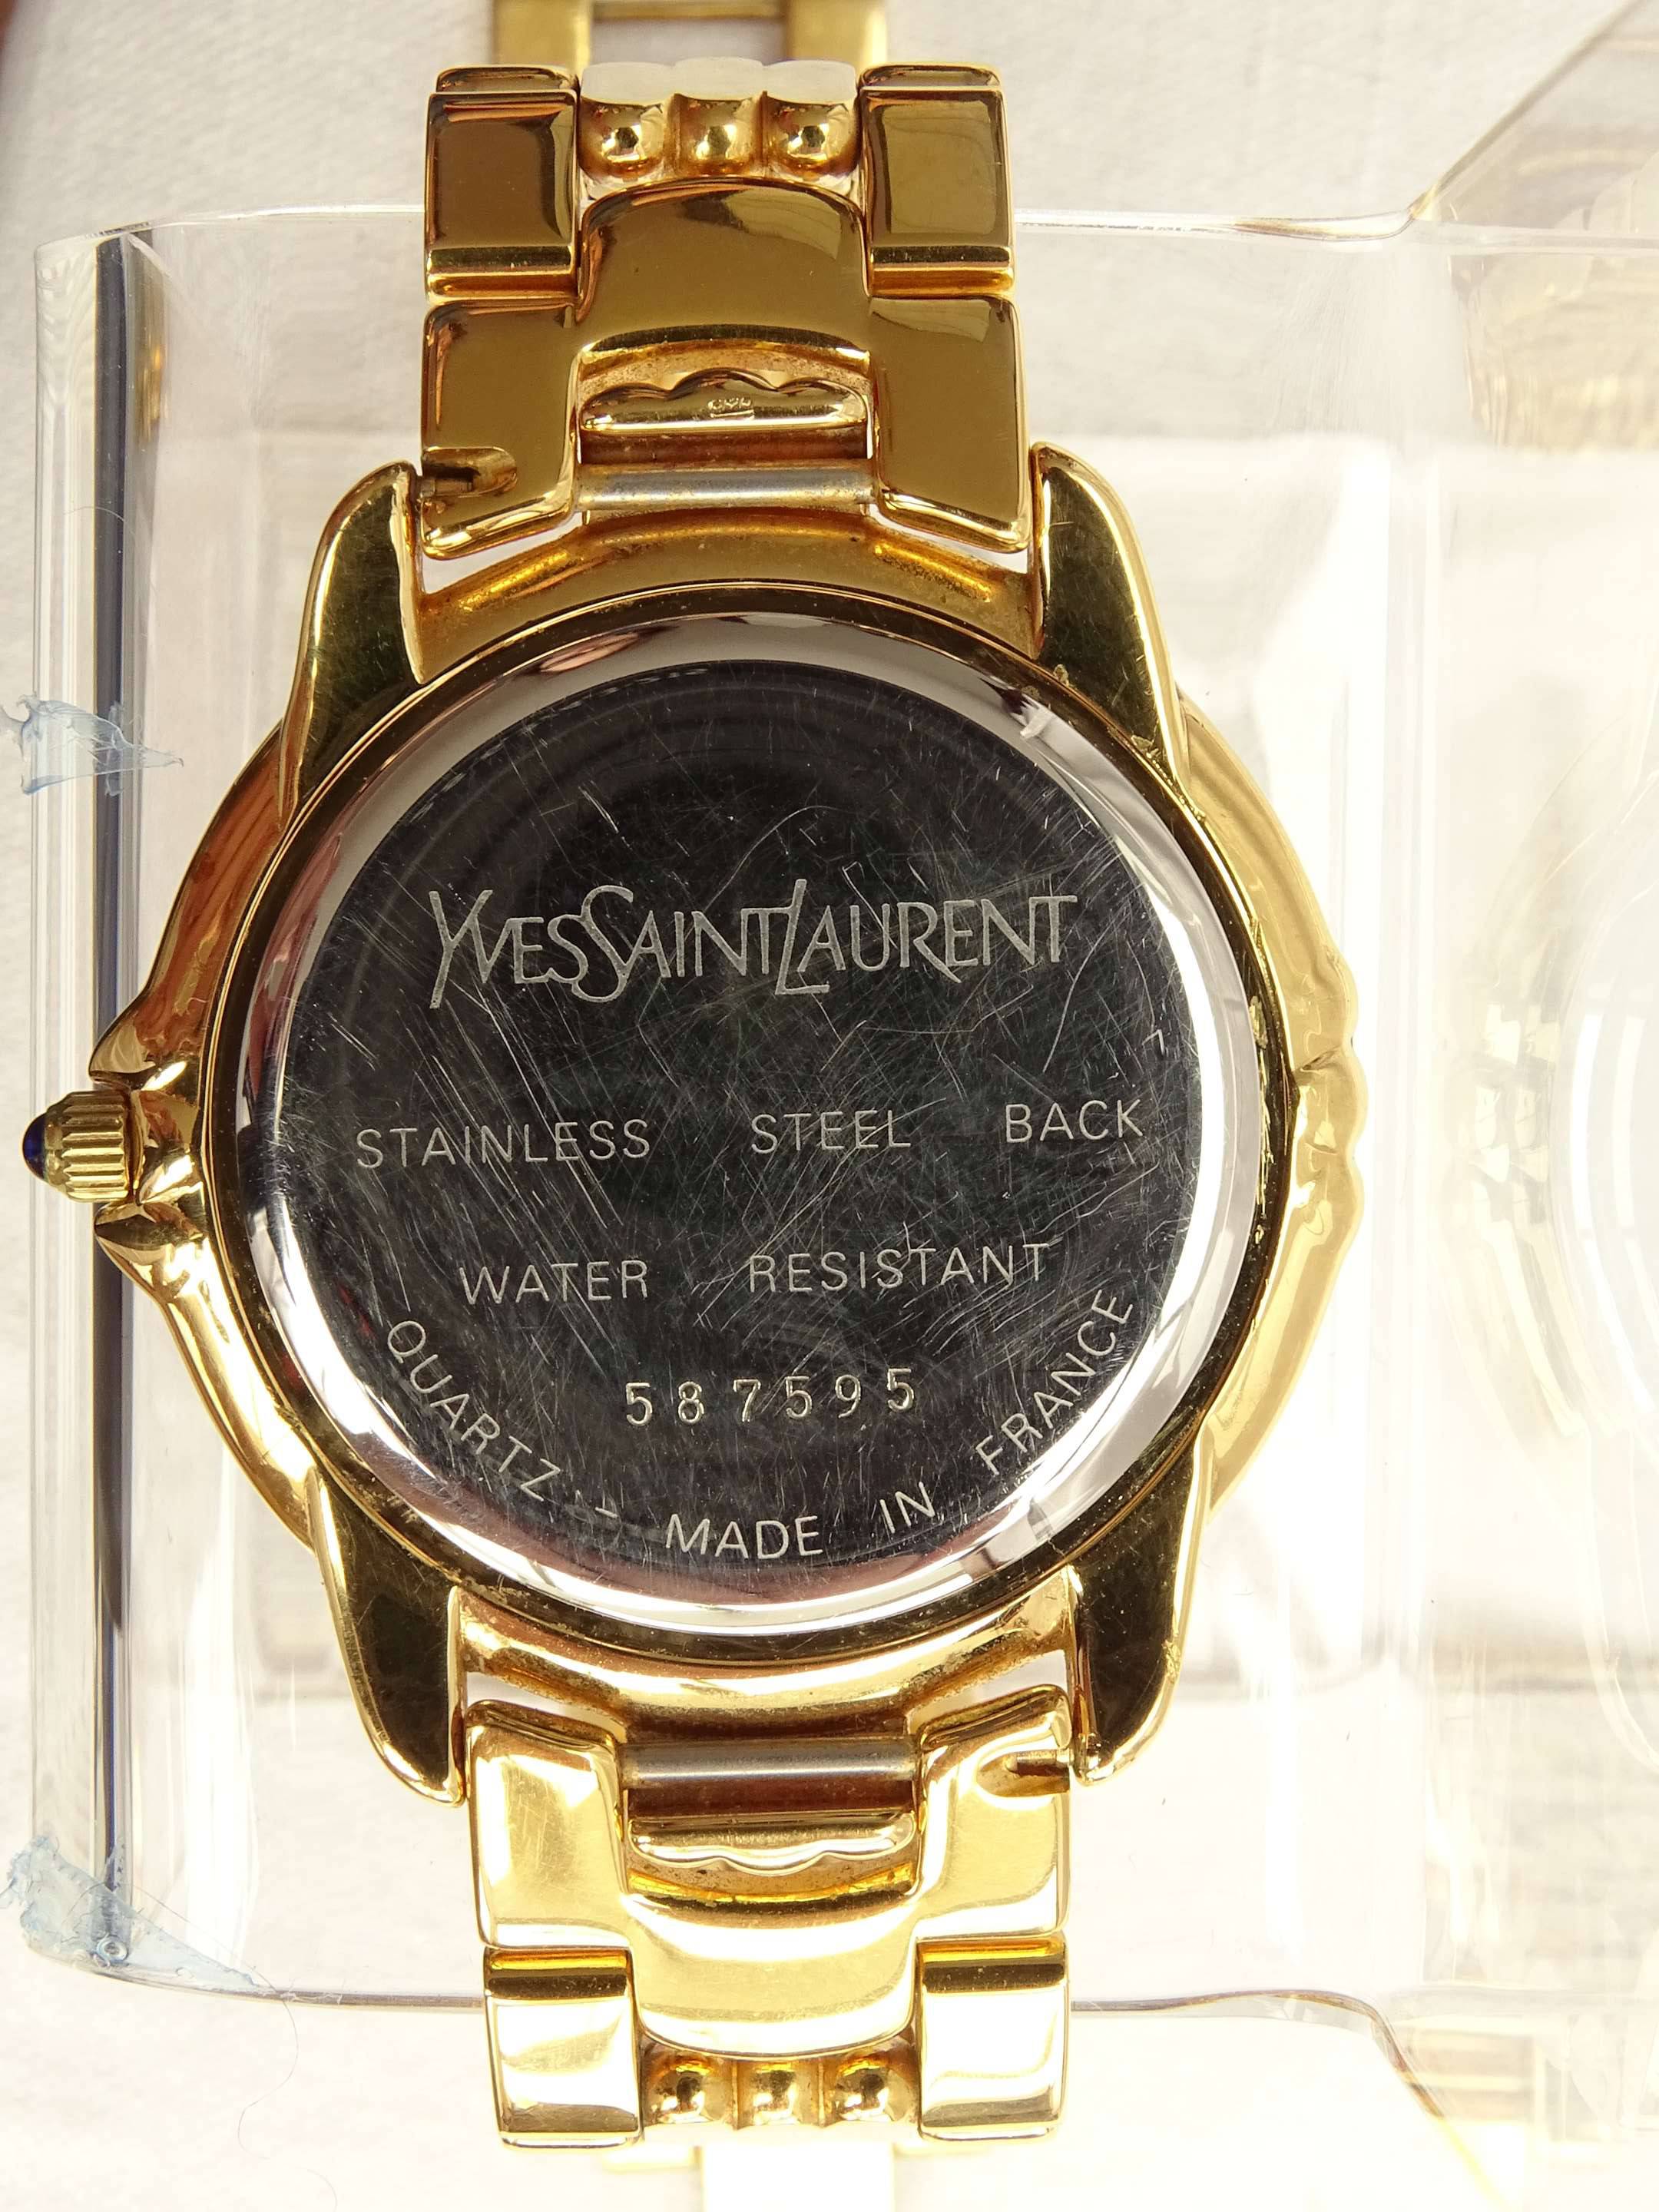 YVESSAINTLAURENT
STAINLESS STEEL BACK
WATER RESISTANT
587595
QUARTZ - MADE IN FRANCE